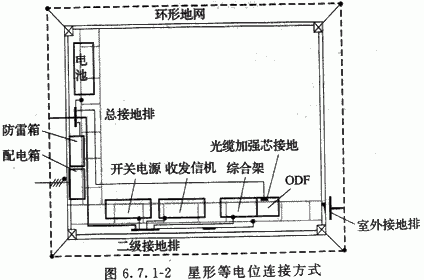 环形地网
电池
总接地排
防雷箱
配电箱
光缆加强芯接地
开关电源 收发信机 综合架 ODF
室外接地排
二级接地排
图 6.7.1-2 星形等电位连接方式